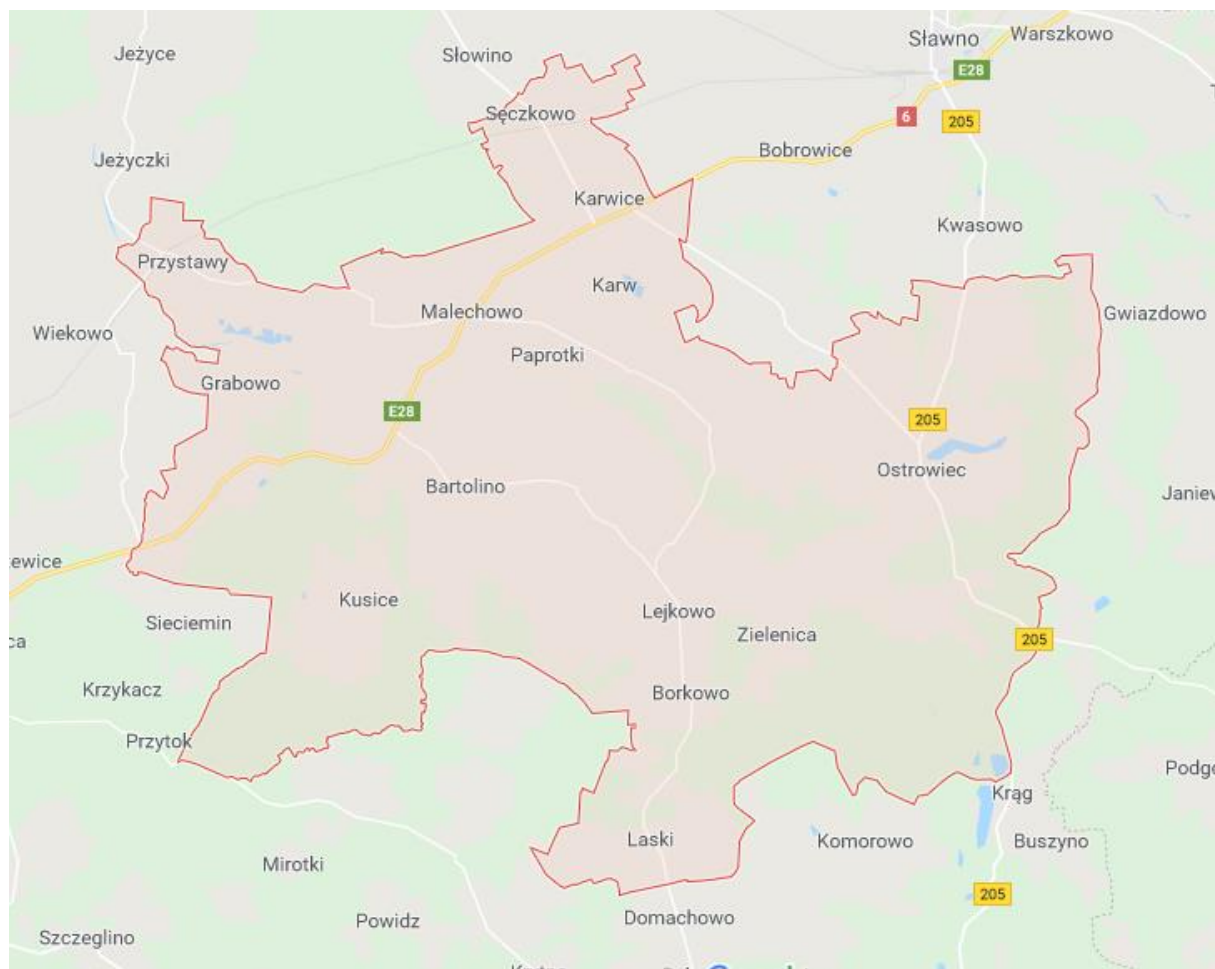 Jeżyce
Słowino
Sławno
Warszkowo
E28
Sęczkowo
6
205
Jeżyczki
Bobrowice
Karwice
Kwasowo
Przystawy
Karw
Malechowo
Gwiazdowo
Wiekowo
Paprotki
Grabowo
E28
205
Ostrowiec
Bartolino
Janiew
ewice
Kusice
Lejkowo
Sieciemin
Zielenica
205
ca
Krzykacz
Borkowo
Przytok
Podgo
Krąg
Laski
Komorowo
Buszyno
Mirotki
205
Powidz
Domachowo
Szczeglino